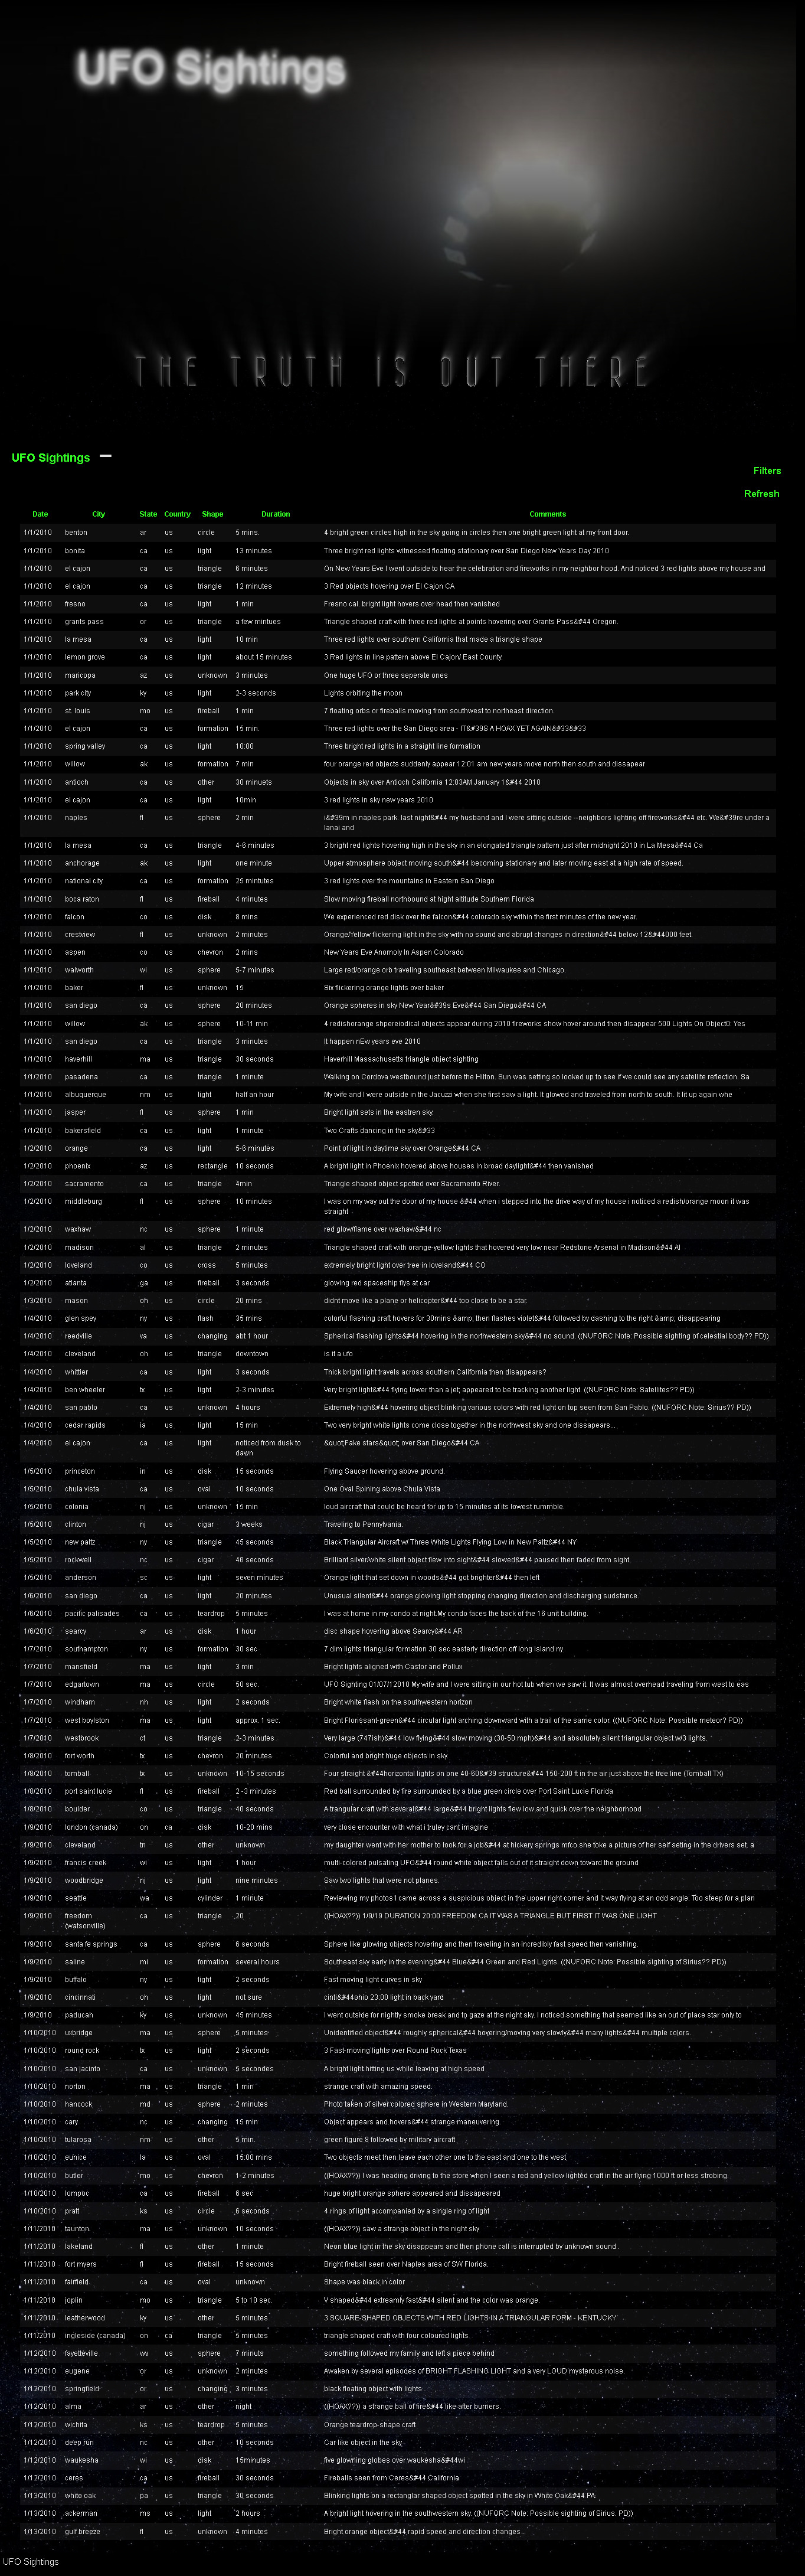 UFO Sightings
THE TRUTH IS OUT THERE
UFO Sightings
Filters
Refresh
Date City State Country Shape Duration Comments
1/1/2010 benton ar us circle 5 mins. 4 bright green circles high in the sky going in circles then one bright green light at my front door.
1/1/2010 bonita ca us light 13 minutes Three bright red lights witnessed floating stationary over San Diego New Years Day 2010
1/1/2010 el cajon ca us triangle 6 minutes On New Years Eve I went outside to hear the celebration and fireworks in my neighbor hood. And noticed 3 red lights above my house and
1/1/2010 el cajon ca us triangle 12 minutes 3 Red objects hovering over El Cajon CA
1/1/2010 fresno ca us light 1 min Fresno cal. bright light hovers over head then vanished
1/1/2010 grants pass or us triangle a few mintues Triangle shaped craft with three red lights at points hovering over Grants Pass&#44 Oregon.
1/1/2010 la mesa ca us light 10 min Three red lights over southern California that made a triangle shape
1/1/2010 lemon grove ca us light about 15 minutes 3 Red lights in line pattern above El Cajon/ East County.
1/1/2010 maricopa az us unknown 3 minutes One huge UFO or three seperate ones
1/1/2010 park city ky us light 2-3 seconds Lights orbiting the moon
1/1/2010 st. louis mo us fireball 1 min 7 floating orbs or fireballs moving from southwest to northeast direction.
1/1/2010 el cajon ca us formation 15 min. Three red lights over the San Diego area - IT&#39S A HOAX YET AGAIN&#33&#33
1/1/2010 spring valley ca us light 10:00 Three bright red lights in a straight line formation
1/1/2010 willow ak us formation 7 min four orange red objects suddenly appear 12:01 am new years move north then south and dissapear
1/1/2010 antioch ca us other 30 minuets Objects in sky over Antioch California 12:03AM January 1&#44 2010
1/1/2010 el cajon ca us light 10min 3 red lights in sky new years 2010
1/1/2010 naples fl us sphere 2 min i&#39m in naples park. last night&#44 my husband and I were sitting outside --neighbors lighting off fireworks&#44 etc. We&#39re under a
lanai and
1/1/2010 la mesa ca us triangle 4-6 minutes 3 bright red lights hovering high in the sky in an elongated triangle pattern just after midnight 2010 in La Mesa&#44 Ca
1/1/2010 anchorage ak us light one minute Upper atmosphere object moving south&#44 becoming stationary and later moving east at a high rate of speed.
1/1/2010 national city ca us formation 25 mintutes 3 red lights over the mountains in Eastern San Diego
1/1/2010 boca raton fl us fireball 4 minutes Slow moving fireball northbound at hight altitude Southern Florida
1/1/2010 falcon co us disk 8 mins We experienced red disk over the falcon&#44 colorado sky within the first minutes of the new year.
1/1/2010 crestview fl us unknown 2 minutes Orange/Yellow flickering light in the sky with no sound and abrupt changes in direction&#44 below 12&#44000 feet.
1/1/2010 aspen co us chevron 2 mins New Years Eve Anomoly In Aspen Colorado
1/1/2010 walworth wi us sphere 5-7 minutes Large red/orange orb traveling southeast between Milwaukee and Chicago.
1/1/2010 baker fl us unknown 15 Six flickering orange lights over baker
1/1/2010 san diego ca us sphere 20 minutes Orange spheres in sky New Year&#39s Eve&#44 San Diego&#44 CA
1/1/2010 willow ak us sphere 10-11 min 4 redishorange shpereiodical objects appear during 2010 fireworks show hover around then disappear 500 Lights On Object0: Yes
1/1/2010 san diego ca us triangle 3 minutes It happen nEw years eve 2010
1/1/2010 haverhill ma us triangle 30 seconds Haverhill Massachusetts triangle object sighting
1/1/2010 pasadena ca us triangle 1 minute Walking on Cordova westbound just before the Hilton. Sun was setting so looked up to see if we could see any satellite reflection. Sa
1/1/2010 albuquerque nm us light half an hour My wife and I were outside in the Jacuzzi when she first saw a light. It glowed and traveled from north to south. It lit up again whe
1/1/2010 jasper fl us sphere 1 min Bright light sets in the eastren sky.
1/1/2010 bakersfield ca us light 1 minute Two Crafts dancing in the sky&#33
1/2/2010 orange ca us light 5-6 minutes Point of light in daytime sky over Orange&#44 CA
1/2/2010 phoenix az us rectangle 10 seconds A bright light in Phoenix hovered above houses in broad daylight&#44 then vanished
1/2/2010 sacramento ca us triangle 4min Triangle shaped object spotted over Sacramento River.
1/2/2010 middleburg fl us sphere 10 minutes I was on my way out the door of my house &#44 when i stepped into the drive way of my house i noticed a redish/orange moon it was
straight
1/2/2010 waxhaw nc us sphere 1 minute red glow/flame over waxhaw&#44 nc
1/2/2010 madison al us triangle 2 minutes Triangle shaped craft with orange-yellow lights that hovered very low near Redstone Arsenal in Madison&#44 Al
1/2/2010 loveland co us cross 5 minutes extremely bright light over tree in loveland&#44 CO
1/2/2010 atlanta ga us fireball 3 seconds glowing red spaceship flys at car
1/3/2010 mason oh us circle 20 mins didnt move like a plane or helicopter&#44 too close to be a star.
1/4/2010 glen spey ny us flash 35 mins colorful flashing craft hovers for 30mins &amp; then flashes violet&#44 followed by dashing to the right &amp; disappearing
1/4/2010 reedville va us changing abt 1 hour Spherical flashing lights&#44 hovering in the northwestern sky&#44 no sound. ((NUFORC Note: Possible sighting of celestial body?? PD))
1/4/2010 cleveland oh us triangle downtown is it a ufo
1/4/2010 whittier ca us light 3 seconds Thick bright light travels across southern California then disappears?
1/4/2010 ben wheeler tx us light 2-3 minutes Very bright light&#44 flying lower than a jet; appeared to be tracking another light. ((NUFORC Note: Satellites?? PD))
1/4/2010 san pablo ca us unknown 4 hours Extremely high&#44 hovering object blinking various colors with red light on top seen from San Pablo. ((NUFORC Note: Sirius?? PD))
1/4/2010 cedar rapids ia us light 15 min Two very bright white lights come close together in the northwest sky and one dissapears...
1/4/2010 el cajon ca us light noticed from dusk to &quot;Fake stars&quot; over San Diego&#44 CA
dawn
1/5/2010 princeton in us disk 15 seconds Flying Saucer hovering above ground.
1/5/2010 chula vista ca us oval 10 seconds One Oval Spining above Chula Vista
1/5/2010 colonia nj us unknown 15 min loud aircraft that could be heard for up to 15 minutes at its lowest rummble.
1/5/2010 clinton nj us cigar 3 weeks Traveling to Pennylvania.
1/5/2010 new paltz ny us triangle 45 seconds Black Triangular Aircraft w/ Three White Lights Flying Low in New Paltz&#44 NY
1/5/2010 rockwell nc us cigar 40 seconds Brilliant silver/white silent object flew into sight&#44 slowed&#44 paused then faded from sight.
1/5/2010 anderson sc us light seven minutes Orange light that set down in woods&#44 got brighter&#44 then left
1/6/2010 san diego ca us light 20 minutes Unusual silent&#44 orange glowing light stopping changing direction and discharging sudstance.
1/6/2010 pacific palisades ca us teardrop 5 minutes I was at home in my condo at night.My condo faces the back of the 16 unit building.
1/6/2010 searcy ar us disk 1 hour disc shape hovering above Searcy&#44 AR
1/7/2010 southampton ny us formation 30 sec 7 dim lights triangular formation 30 sec easterly direction off long island ny
1/7/2010 mansfield ma us light 3 min Bright lights aligned with Castor and Pollux
1/7/2010 edgartown ma us circle 50 sec. UFO Sighting 01/07/12010 My wife and I were sitting in our hot tub when we saw it. It was almost overhead traveling from west to eas
1/7/2010 windham nh us light 2 seconds Bright white flash on the southwestern horizon
1/7/2010 west boylston ma us light approx. 1 sec. Bright Florissant-green&#44 circular light arching downward with a trail of the same color. ((NUFORC Note: Possible meteor? PD))
1/7/2010 westbrook ct us triangle 2-3 minutes Very large (747ish)&#44 low flying&#44 slow moving (30-50 mph)&#44 and absolutely silent triangular object w/3 lights.
1/8/2010 fort worth tx us chevron 20 minutes Colorful and bright huge objects in sky.
1/8/2010 tomball tx us unknown 10-15 seconds Four straight &#44horizontal lights on one 40-60&#39 structure&#44 150-200 ft in the air just above the tree line (Tomball TX)
1/8/2010 port saint lucie fl us fireball 2 -3 minutes Red ball surrounded by fire surrounded by a blue green circle over Port Saint Lucie Florida
1/8/2010 boulder co us triangle 40 seconds A trangular craft with several&#44 large&#44 bright lights flew low and quick over the neighborhood
1/9/2010 london (canada) on ca disk 10-20 mins very close encounter with what i truley cant imagine
1/9/2010 cleveland tn us other unknown my daughter went with her mother to look for a job&#44 at hickery springs mfco.she toke a picture of her self seting in the drivers set. a
1/9/2010 francis creek wi us light 1 hour multi-colored pulsating UFO&#44 round white object falls out of it straight down toward the ground
1/9/2010 woodbridge nj us light nine minutes Saw two lights that were not planes.
1/9/2010 seattle wa us cylinder 1 minute Reviewing my photos I came across a suspicious object in the upper right corner and it way flying at an odd angle. Too steep for a plan
1/9/2010 freedom ca us triangle 20 ((HOAX??)) 1/9/19 DURATION 20:00 FREEDOM CA IT WAS A TRIANGLE BUT FIRST IT WAS ONE LIGHT
(watsonville)
1/9/2010 santa fe springs ca us sphere 6 seconds Sphere like glowing objects hovering and then traveling in an incredibly fast speed then vanishing.
1/9/2010 saline mi us formation several hours Southeast sky early in the evening&#44 Blue&#44 Green and Red Lights. ((NUFORC Note: Possible sighting of Sirius?? PD))
1/9/2010 buffalo ny us light 2 seconds Fast moving light curves in sky
1/9/2010 cincinnati oh us light not sure cinti&#44ohio 23:00 light in back yard
1/9/2010 paducah ky us unknown 45 minutes I went outside for nightly smoke break and to gaze at the night sky. I noticed something that seemed like an out of place star only to
1/10/2010 uxbridge ma us sphere 5 minutes Unidentified object&#44 roughly spherical&#44 hovering/moving very slowly&#44 many lights&#44 multiple colors.
1/10/2010 round rock tx us light 2 seconds 3 Fast-moving lights over Round Rock Texas
1/10/2010 san jacinto ca us unknown 5 secondes A bright light hitting us while leaving at high speed
1/10/2010 norton ma us triangle 1 min strange craft with amazing speed.
1/10/2010 hancock md us sphere 2 minutes Photo taken of silver colored sphere in Western Maryland.
1/10/2010 cary nc us changing 15 min Object appears and hovers&#44 strange maneuvering.
1/10/2010 tularosa nm us other 5 min. green figure 8 followed by military aircraft
1/10/2010 eunice la us oval 15:00 mins Two objects meet then leave each other one to the east and one to the west
1/10/2010 butler mo us chevron 1-2 minutes ((HOAX??)) I was heading driving to the store when I seen a red and yellow lighted craft in the air flying 1000 ft or less strobing.
1/10/2010 lompoc ca us fireball 6 sec huge bright orange sphere appeared and dissapeared
1/10/2010 pratt ks us circle 6 seconds 4 rings of light accompanied by a single ring of light
1/11/2010 taunton ma us unknown 10 seconds ((HOAX??)) saw a strange object in the night sky
1/11/2010 lakeland fl us other 1 minute Neon blue light in the sky disappears and then phone call is interrupted by unknown sound .
1/11/2010 fort myers fl us fireball 15 seconds Bright fireball seen over Naples area of SW Florida.
1/11/2010 fairfield ca us oval unknown Shape was black in color
1/11/2010 joplin mo us triangle 5 to 10 sec. V shaped&#44 extreamly fast&#44 silent and the color was orange.
1/11/2010 leatherwood ky us other 5 minutes 3 SQUARE-SHAPED OBJECTS WITH RED LIGHTS IN A TRIANGULAR FORM - KENTUCKY
1/11/2010 ingleside (canada) on ca triangle 5 minutes triangle shaped craft with four coloured lights
1/12/2010 fayetteville wv us sphere 7 minuts something followed my family and left a piece behind
1/12/2010 eugene or us unknown 2 minutes Awaken by several episodes of BRIGHT FLASHING LIGHT and a very LOUD mysterous noise.
1/12/2010 springfield or us changing 3 minutes black floating object with lights
1/12/2010 alma ar us other night ((HOAX??)) a strange ball of fire&#44 like after burners.
1/12/2010 wichita ks us teardrop 5 minutes Orange teardrop-shape craft
1/12/2010 deep run nc us other 10 seconds Car like object in the sky
1/12/2010 waukesha wi us disk 15minutes five glowning globes over waukesha&#44wi
1/12/2010 ceres ca us fireball 30 seconds Fireballs seen from Ceres&#44 California
1/13/2010 white oak pa us triangle 30 seconds Blinking lights on a rectanglar shaped object spotted in the sky in White Oak&#44 PA.
1/13/2010 ackerman ms us light 2 hours A bright light hovering in the southwestern sky. ((NUFORC Note: Possible sighting of Sirius. PD))
1/13/2010 gulf breeze fl us unknown 4 minutes Bright orange object&#44 rapid speed and direction changes...
UFO Sightings